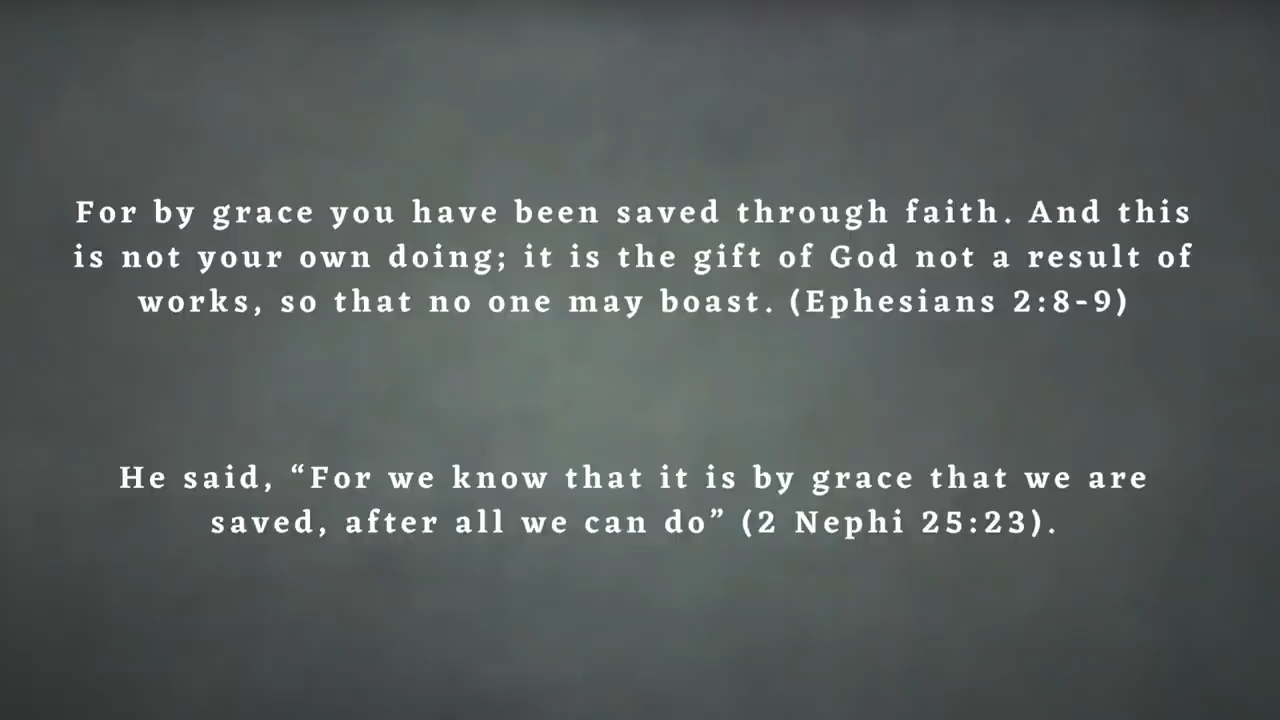 For by grace you have been saved through faith. And this
is not your own doing; it is the gift of God not a result of
works, so that no one may boast. (Ephesians 2:8-9)
He said, “For we know that it is by grace that we are
saved, after all we can do” (2 Nephi 25:23).